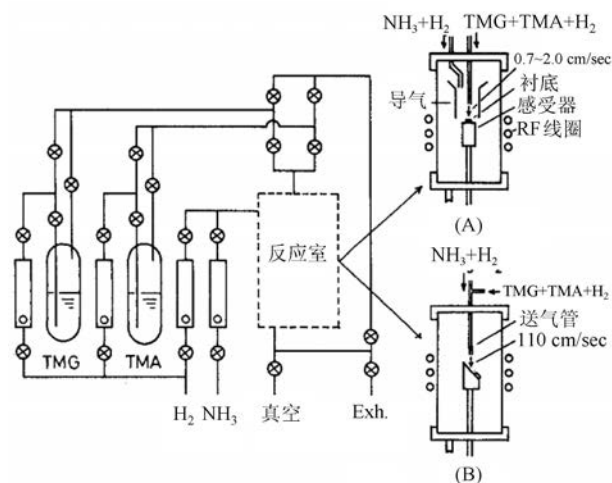 NH₃+H₂ TMG+TMA+H₂
0.7~2.0 cm/sec
衬底
导气
感受器
RF线圈
(A)
反应室
NH₃+H₂
TMG+TMA+H₂
送气管
110 cm/sec
(B)
TMG TMA
H₂ NH₃ 真空 Exh.